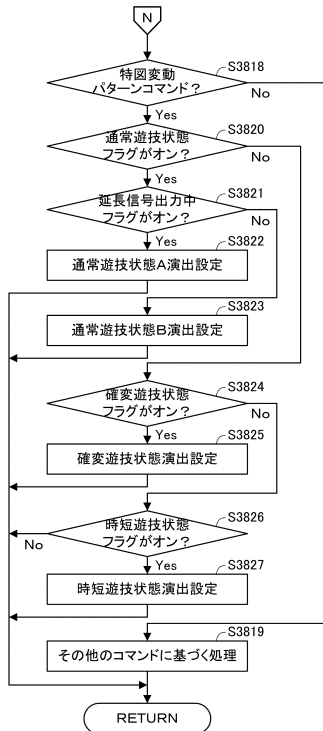 N
S3818
特図変動
パターンコマンド？
No
Yes
S3820
通常遊技状態
フラグがオン？
No
Yes
S3821
延長信号出力中
フラグがオン？
No
Yes
S3822
通常遊技状態A演出設定
S3823
通常遊技状態B演出設定
S3824
確変遊技状態
フラグがオン？
No
Yes
S3825
確変遊技状態演出設定
S3826
時短遊技状態
フラグがオン？
No
Yes
S3827
時短遊技状態演出設定
S3819
その他のコマンドに基づく処理
RETURN